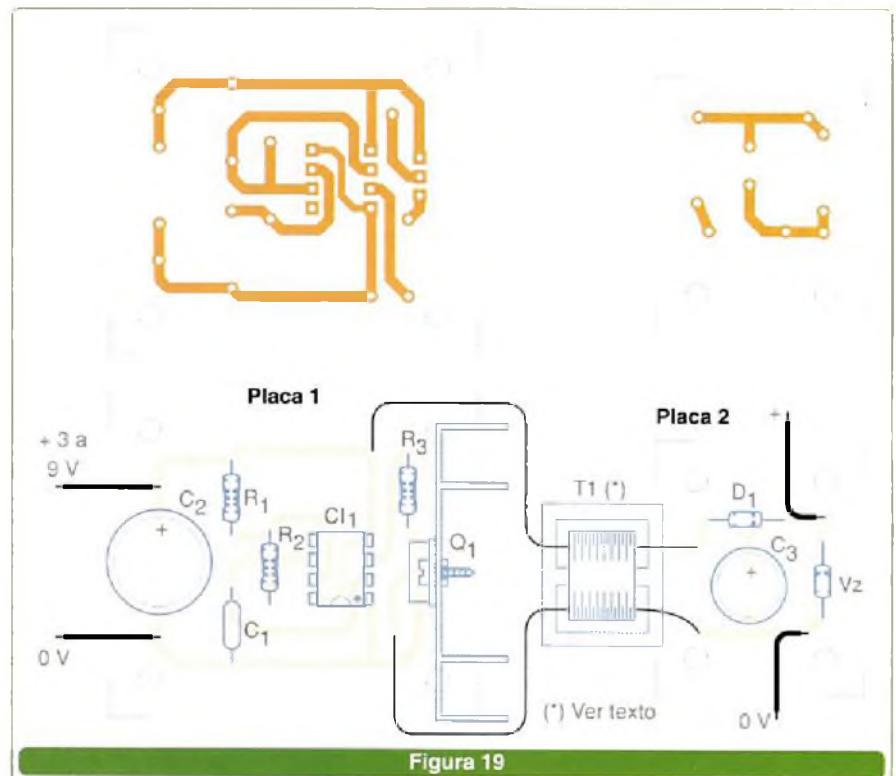 Placa 1
Placa 2
+ 3 a
9 V
C2
+
R1
R2
CI1
R3
Q1
T1 (*)
D1
+
C3
+
Vz
C1
0 V
(*) Ver texto
0 V
Figura 19